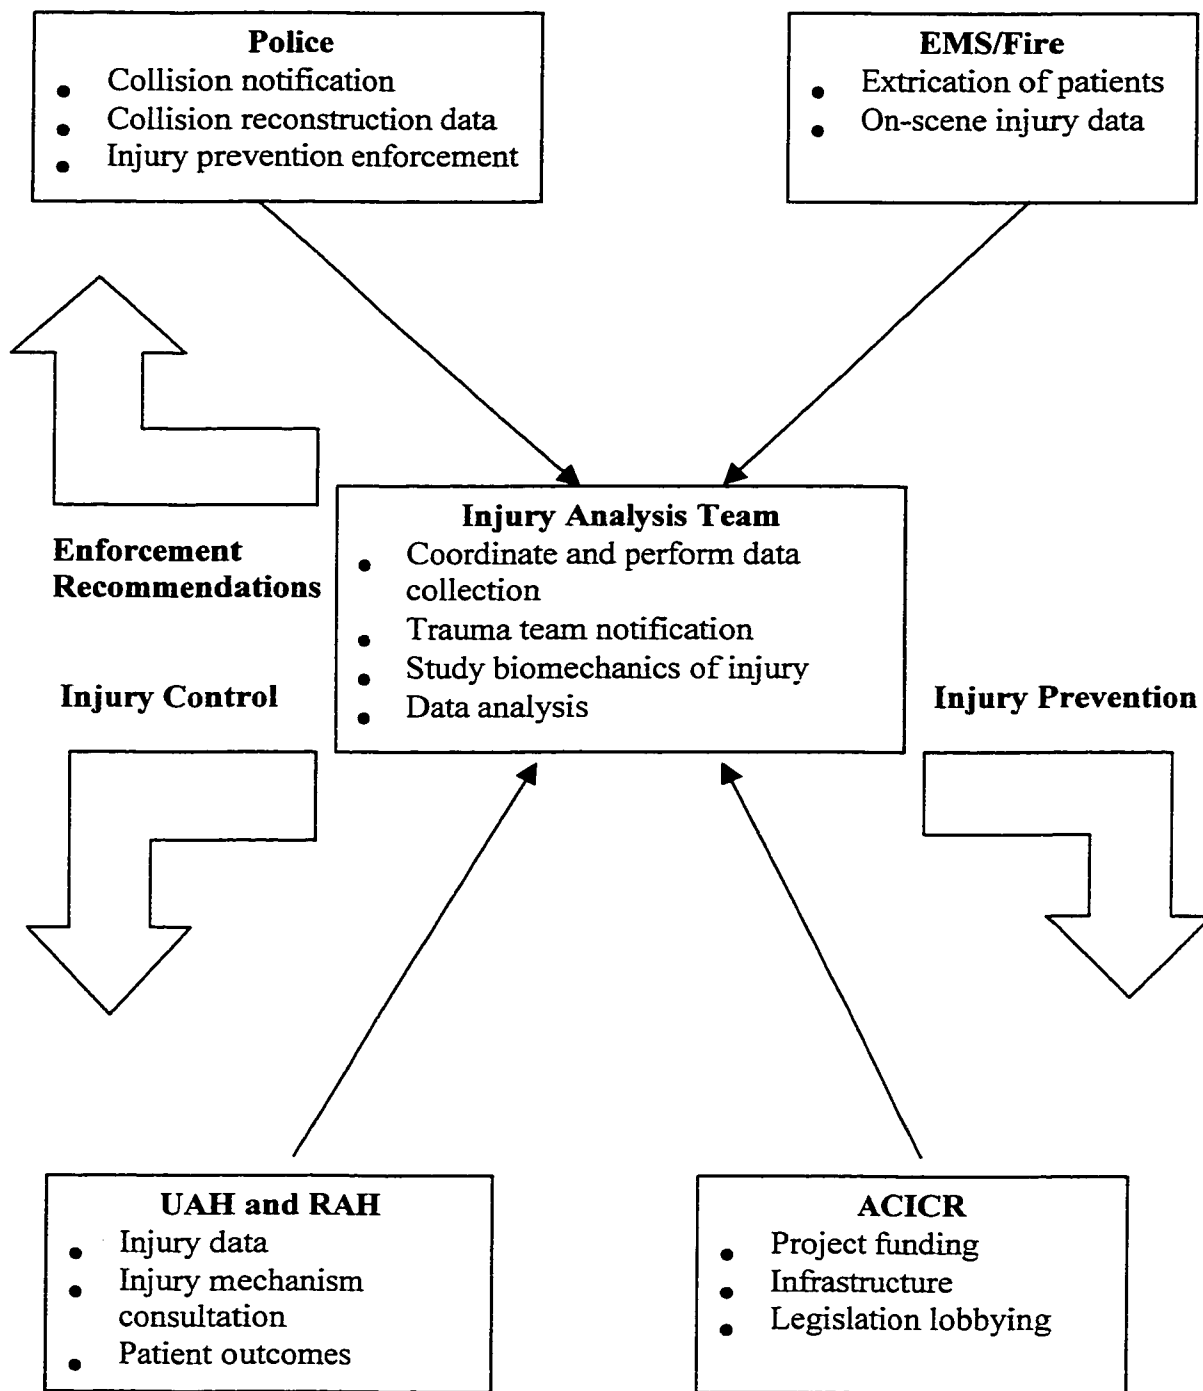 Police
• Collision notification
• Collision reconstruction data
• Injury prevention enforcement
EMS/Fire
• Extrication of patients
• On-scene injury data
Enforcement
Recommendations
Injury Analysis Team
• Coordinate and perform data
collection
• Trauma team notification
• Study biomechanics of injury
• Data analysis
Injury Control
Injury Prevention
UAH and RAH
• Injury data
• Injury mechanism
consultation
• Patient outcomes
ACICR
• Project funding
• Infrastructure
• Legislation lobbying